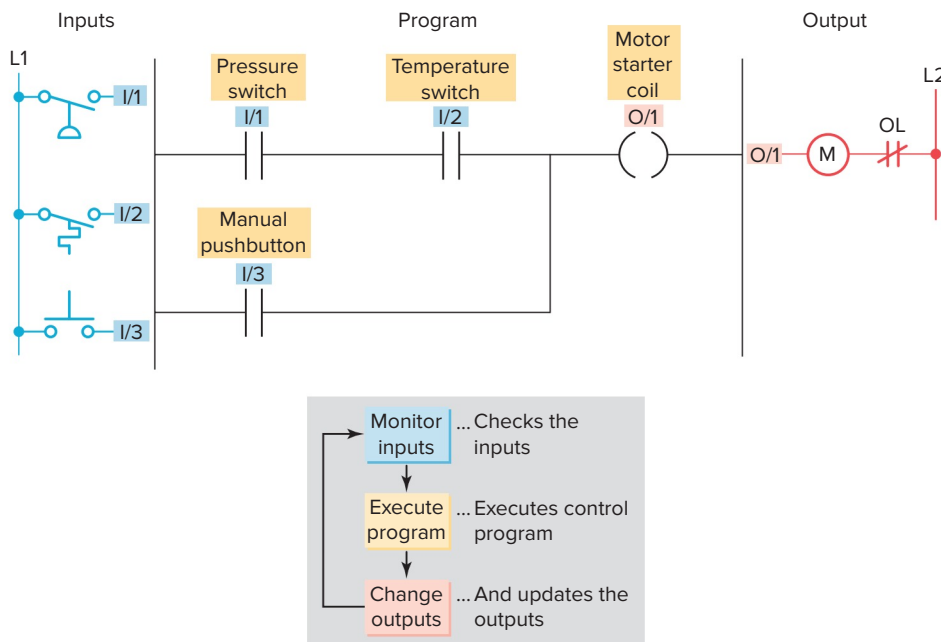 Inputs
Program
Output
L1
L2
Pressure
switch
I/1
Temperature
switch
I/2
Motor
starter
coil
O/1
I/1
I/2
I/3
Manual
pushbutton
I/3
O/1
M
OL
Monitor
inputs
... Checks the
inputs
Execute
program
... Executes control
program
Change
outputs
... And updates the
outputs